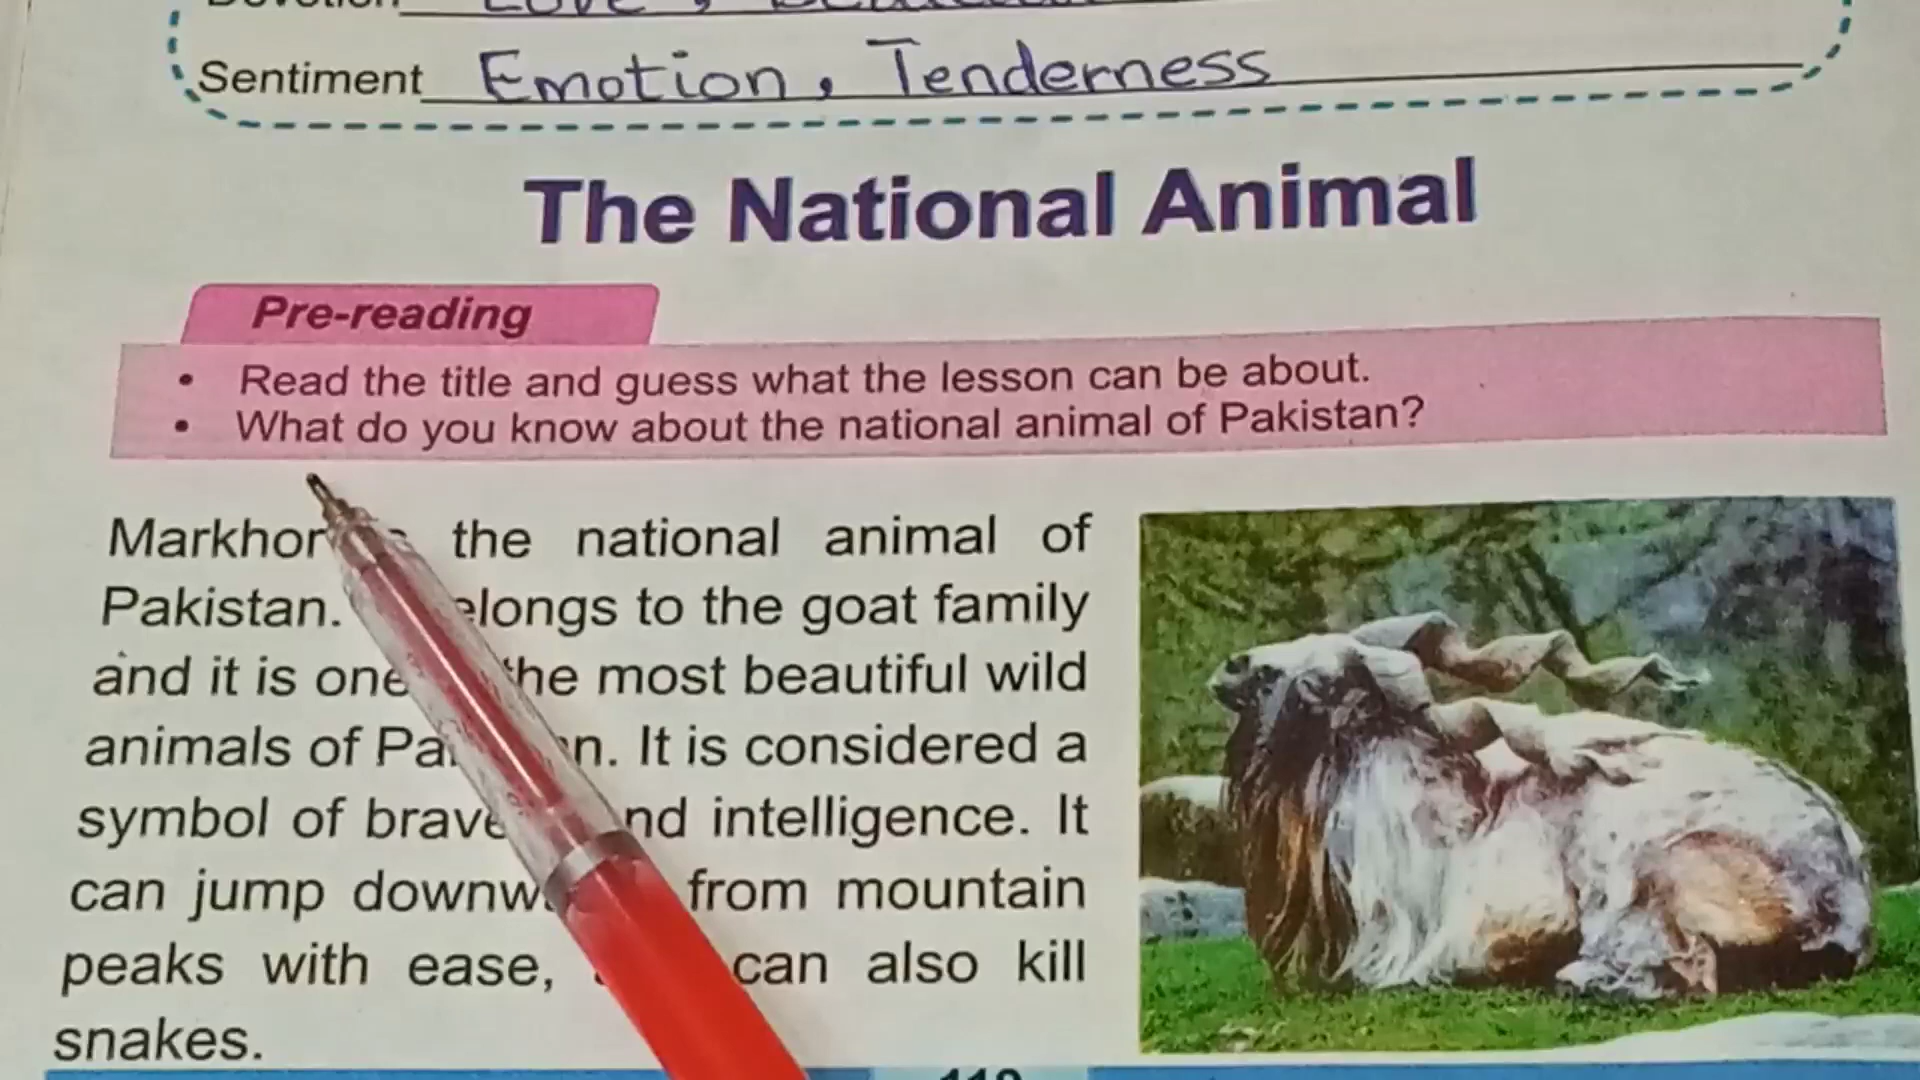 Devotion Love,
Sentiment Emotion, Tenderness
The National Animal
Pre-reading
• Read the title and guess what the lesson can be about.
• What do you know about the national animal of Pakistan?
Markhor the national animal of
Pakistan. elongs to the goat family
and it is one the most beautiful wild
animals of Pa n. It is considered a
symbol of brave nd intelligence. It
can jump downw from mountain
peaks with ease, can also kill
snakes.